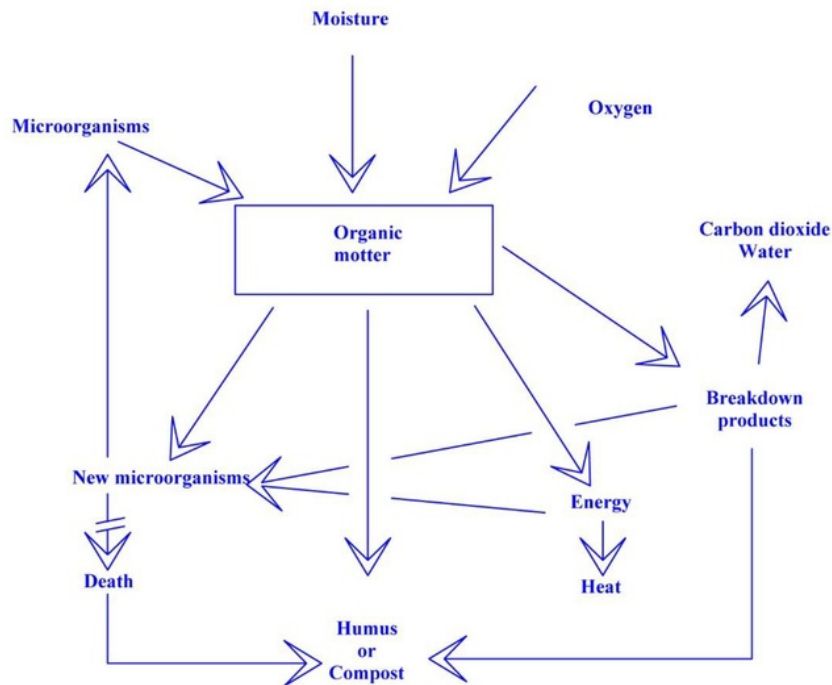 Moisture
Oxygen
Microorganisms
Organic
motter
Carbon dioxide
Water
Breakdown
products
New microorganisms
Energy
Death
Heat
Humus
or
Compost